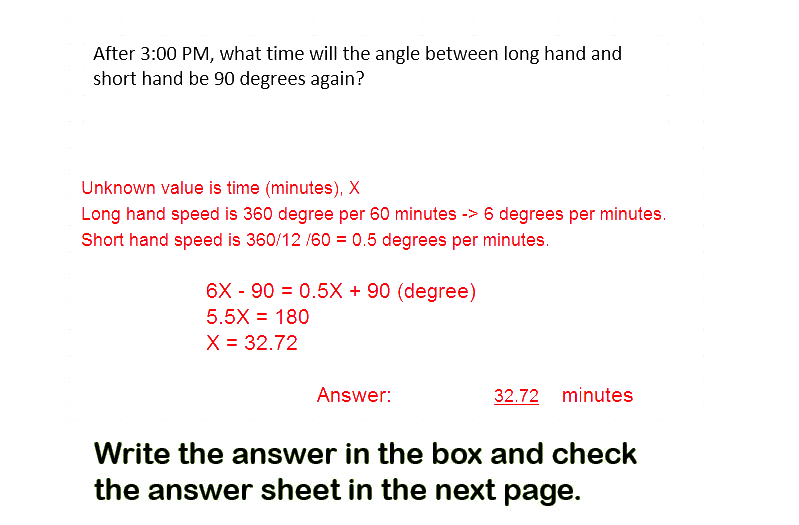 After 3:00 PM, what time will the angle between long hand and
short hand be 90 degrees again?
Unknown value is time (minutes), X
Long hand speed is 360 degree per 60 minutes -> 6 degrees per minutes.
Short hand speed is 360/12 /60 = 0.5 degrees per minutes.
6X - 90 = 0.5X + 90 (degree)
5.5X = 180
X = 32.72
Answer: 32.72 minutes
Write the answer in the box and check
the answer sheet in the next page.